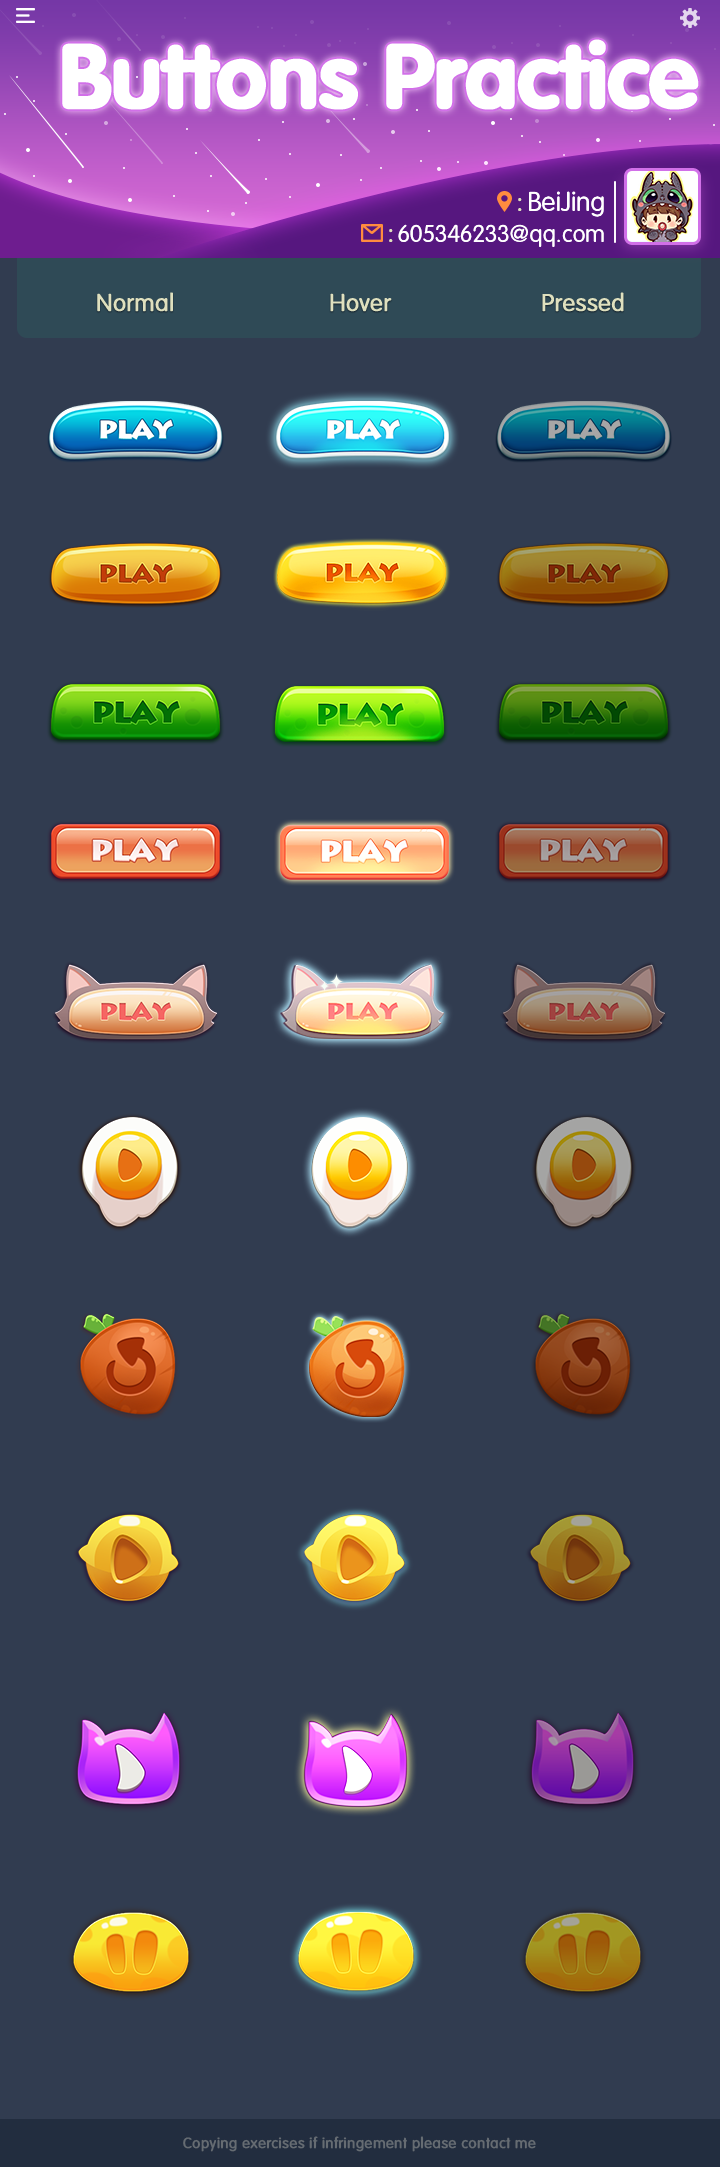 Buttons Practice
: BeiJing
: 605346233@qq.com
Normal Hover Pressed
PLAY PLAY PLAY
PLAY PLAY PLAY
PLAY PLAY PLAY
PLAY PLAY PLAY
PLAY PLAY PLAY
Copying exercises if infringement please contact me